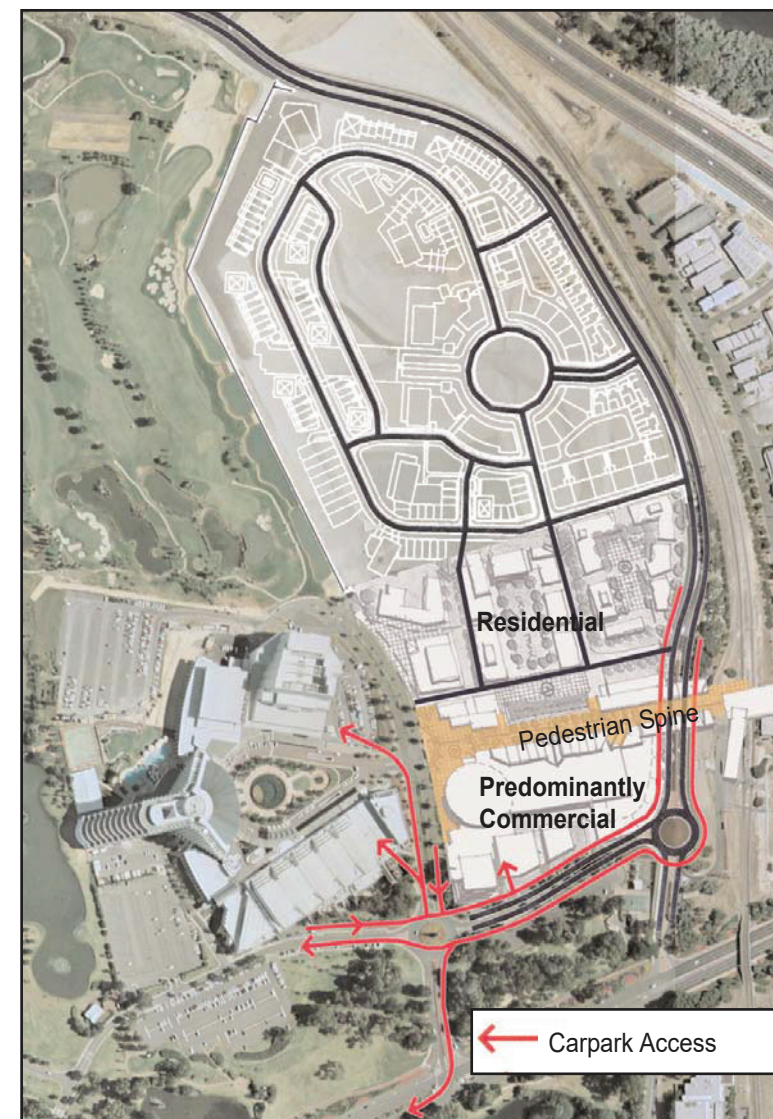 Residential
Pedestrian Spine
Predominantly
Commercial
Carpark Access